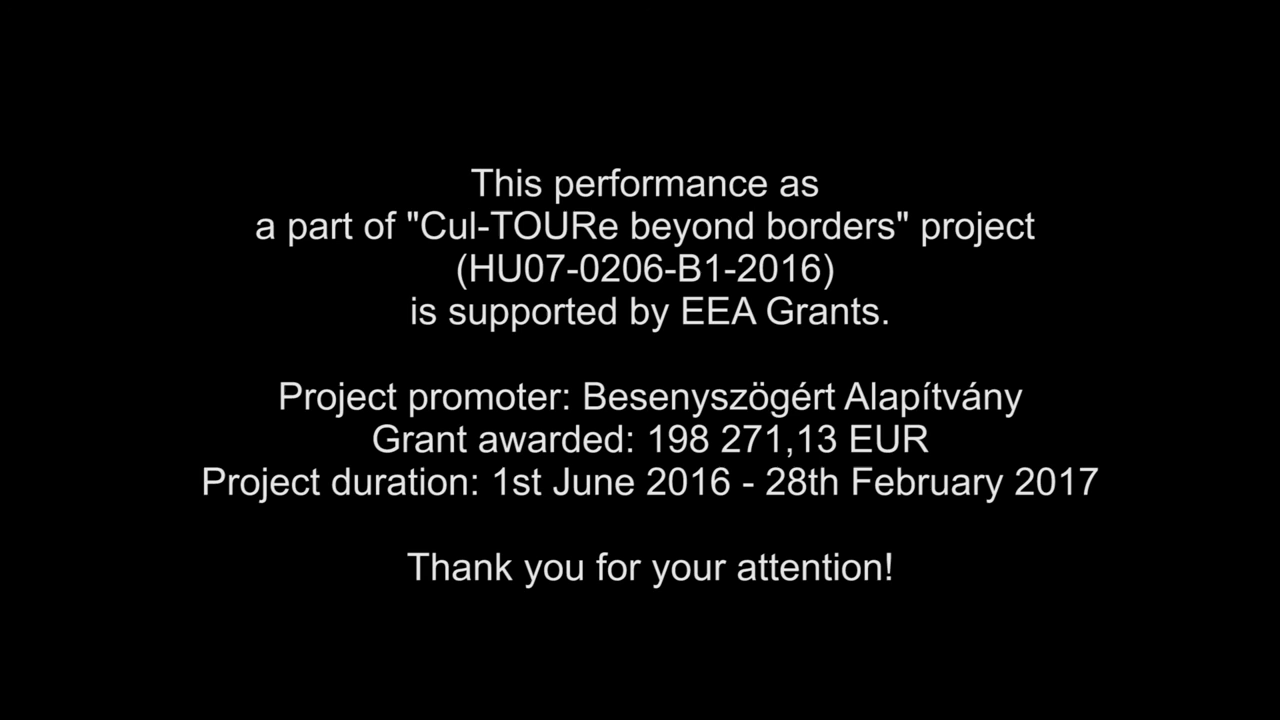 This performance as
a part of "Cul-TOURe beyond borders" project
(HU07-0206-B1-2016)
is supported by EEA Grants.
Project promoter: Besenyszögért Alapítvány
Grant awarded: 198 271,13 EUR
Project duration: 1st June 2016 - 28th February 2017
Thank you for your attention!